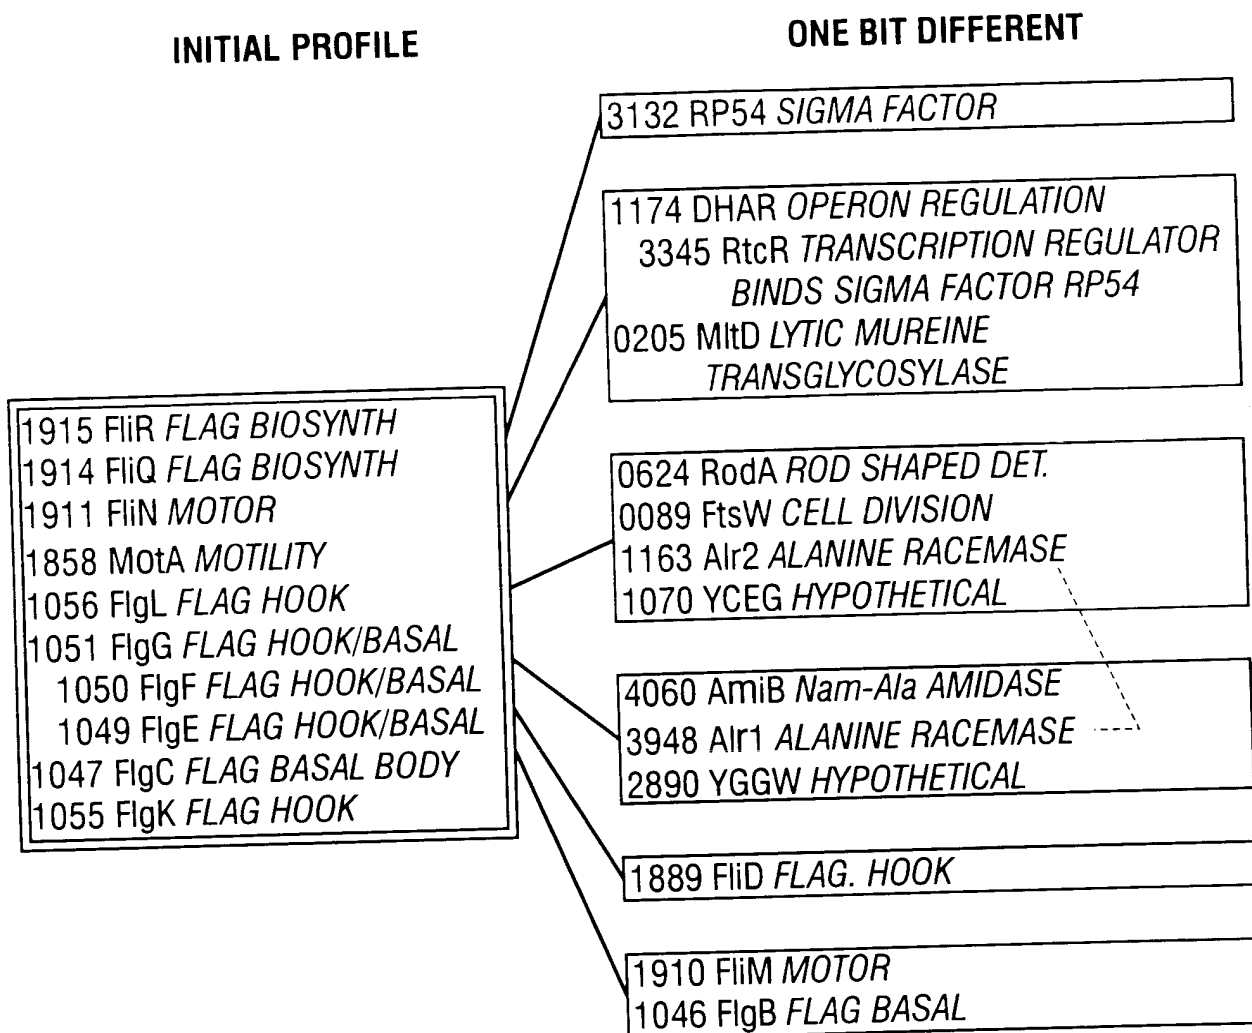 INITIAL PROFILE
ONE BIT DIFFERENT
1915 FliR FLAG BIOSYNTH
1914 FliQ FLAG BIOSYNTH
1911 FliN MOTOR
1858 MotA MOTILITY
1056 FlgL FLAG HOOK
1051 FlgG FLAG HOOK/BASAL
1050 FlgF FLAG HOOK/BASAL
1049 FlgE FLAG HOOK/BASAL
1047 FlgC FLAG BASAL BODY
1055 FlgK FLAG HOOK
3132 RP54 SIGMA FACTOR
1174 DHAR OPERON REGULATION
3345 RtcR TRANSCRIPTION REGULATOR
BINDS SIGMA FACTOR RP54
0205 MltD LYTIC MUREINE
TRANSGLYCOSYLASE
0624 RodA ROD SHAPED DET.
0089 FtsW CELL DIVISION
1163 Alr2 ALANINE RACEMASE
1070 YCEG HYPOTHETICAL
4060 AmiB Nam-Ala AMIDASE
3948 Alr1 ALANINE RACEMASE
2890 YGGW HYPOTHETICAL
1889 FliD FLAG. HOOK
1910 FliM MOTOR
1046 FlgB FLAG BASAL